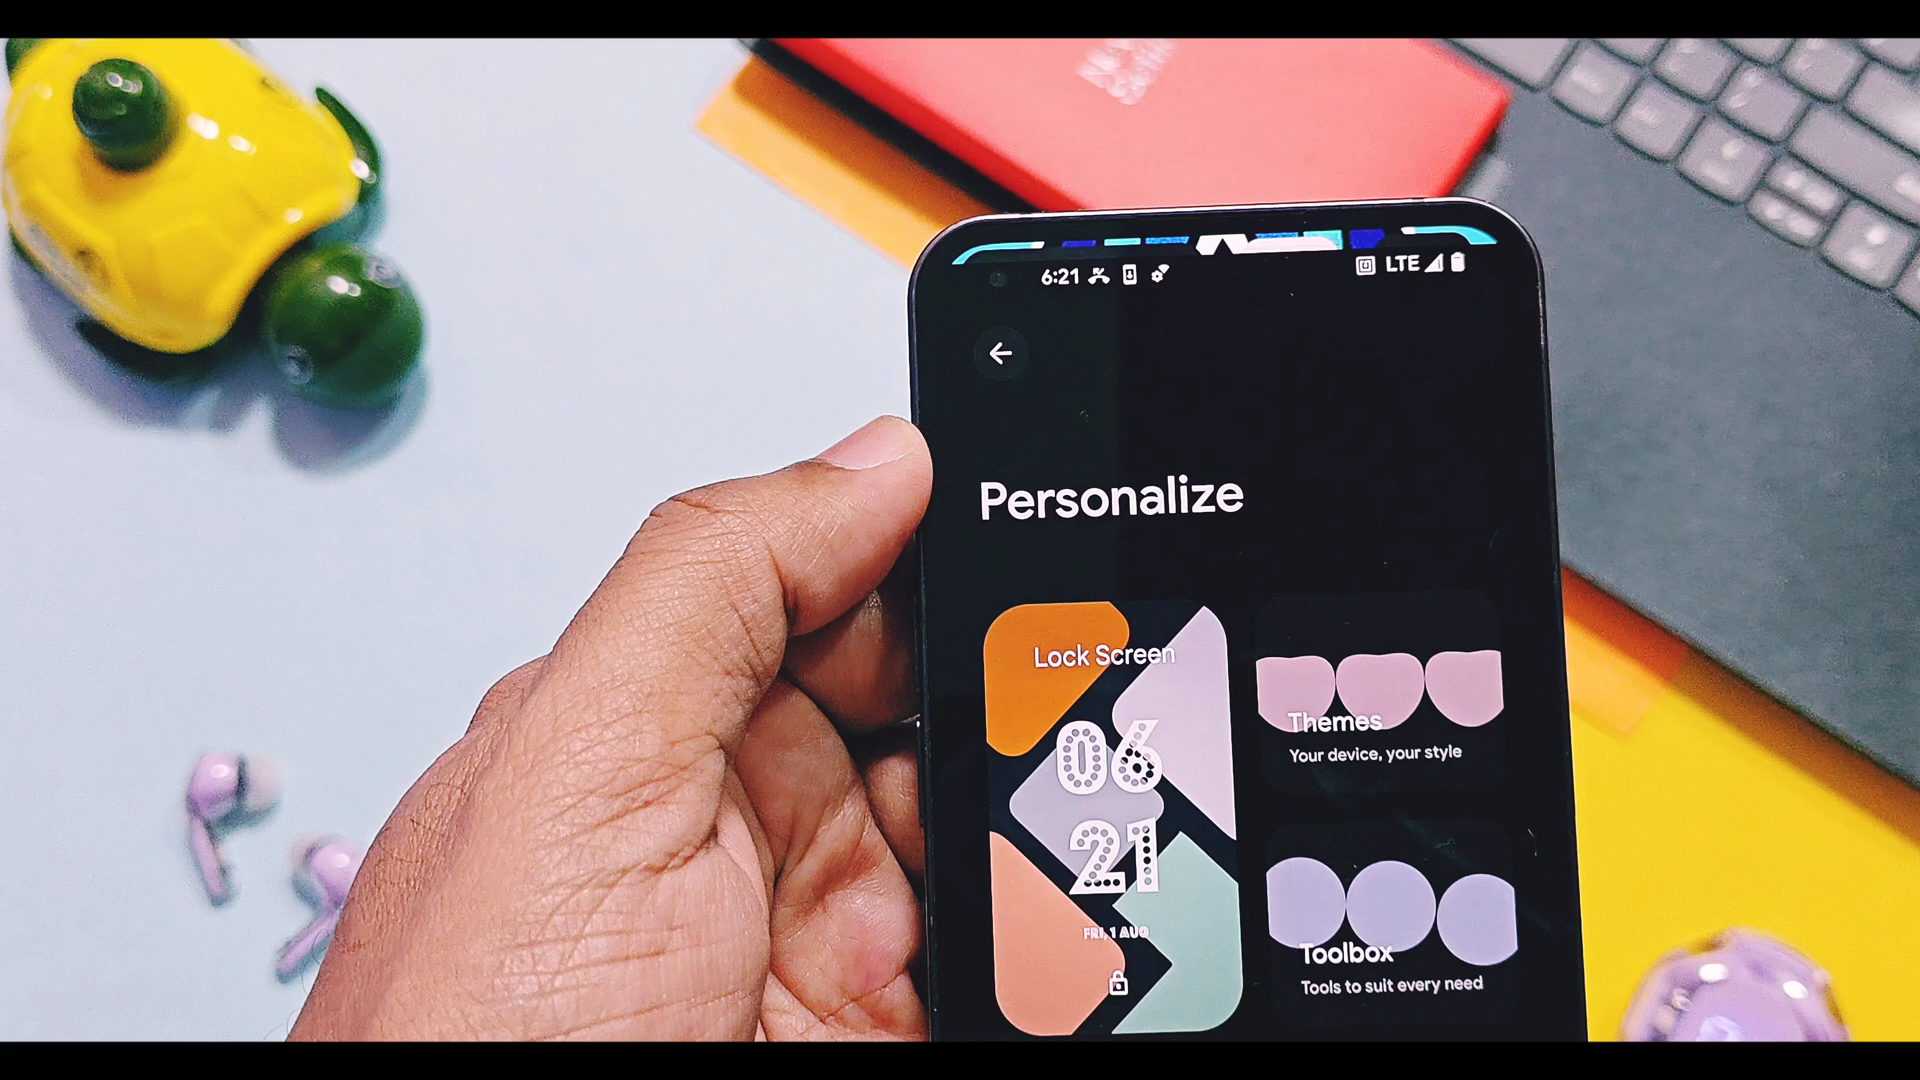 6:21
LTE
Personalize
Lock Screen
06
21
FRI, 1 AUG
Themes
Your device, your style
Toolbox
Tools to suit every need